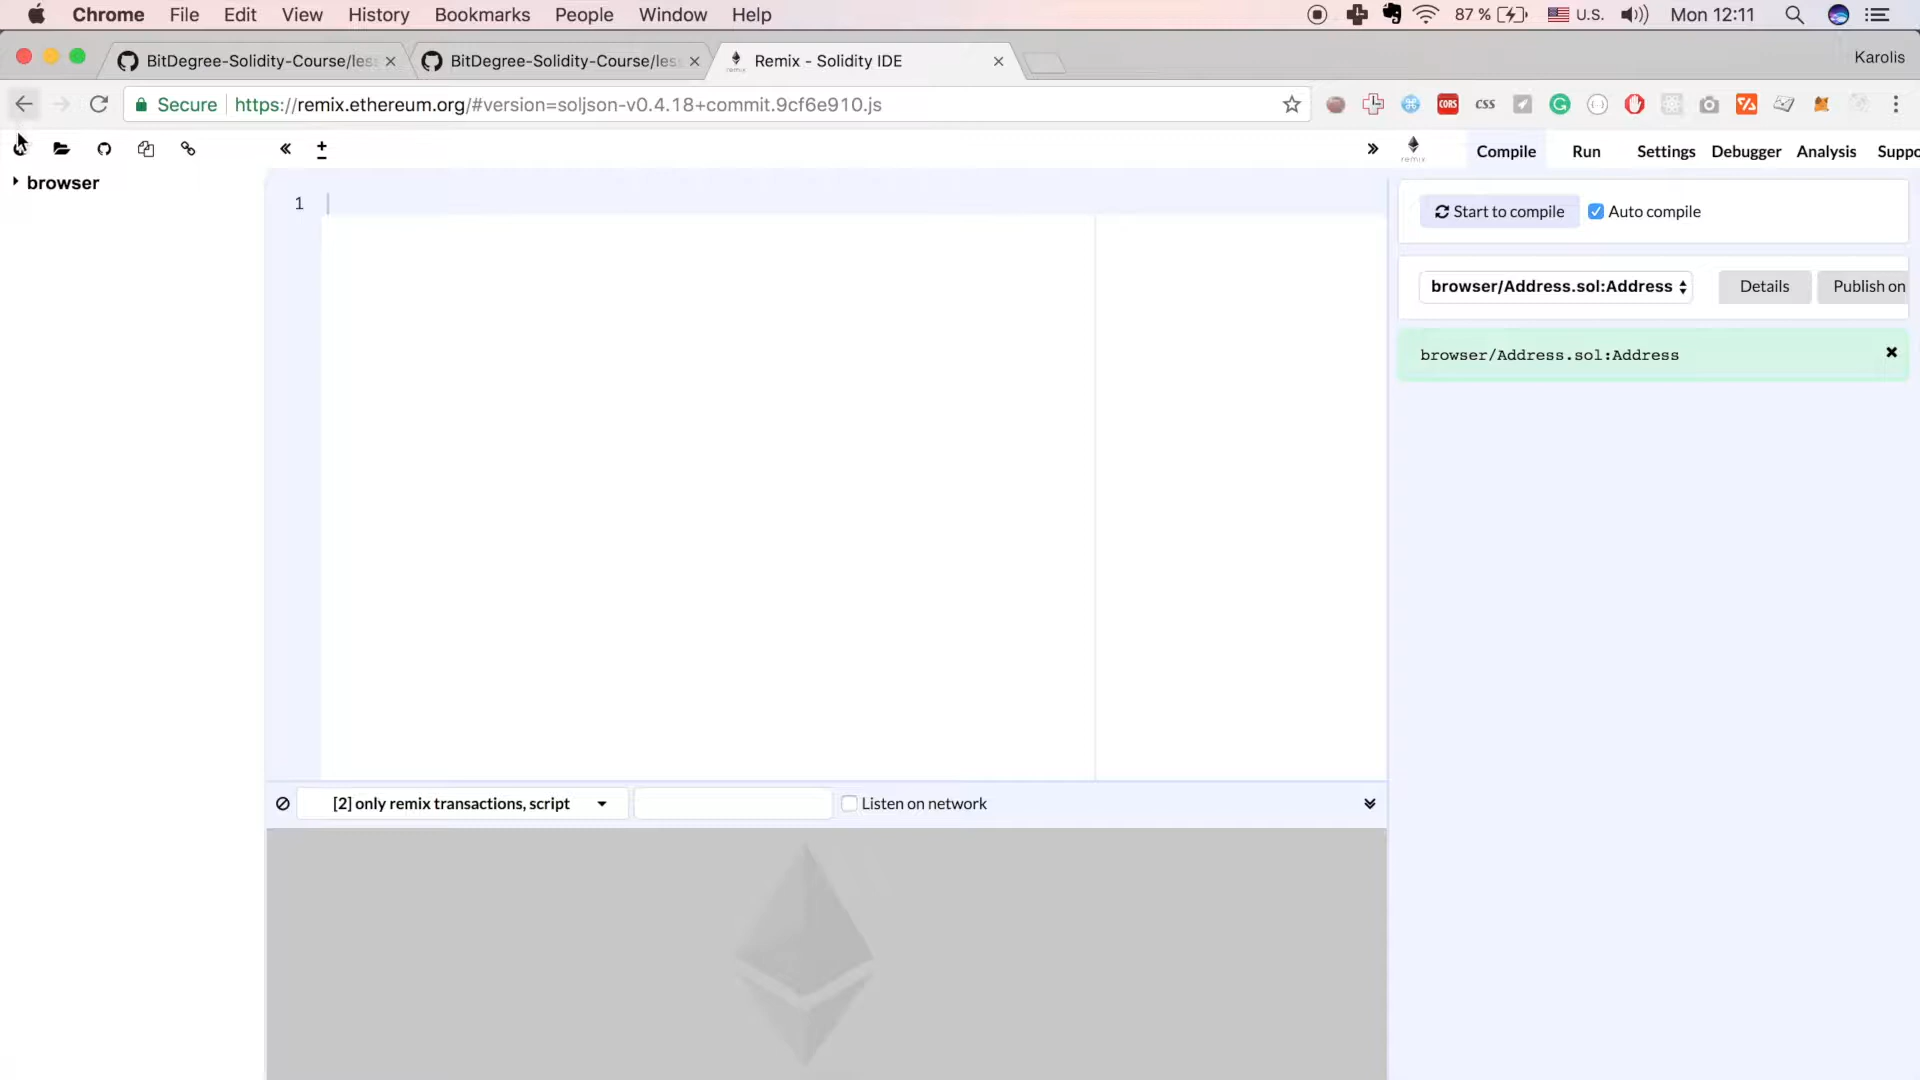 Chrome File Edit View History Bookmarks People Window Help 87 % U.S. Mon 12:11
BitDegree-Solidity-Course/les BitDegree-Solidity-Course/les Remix - Solidity IDE Karolis
Secure https://remix.ethereum.org/#version=soljson-v0.4.18+commit.9cf6e910.js CORS CSS
« ± » remix Compile Run Settings Debugger Analysis Suppo
browser
1
Start to compile Auto compile
browser/Address.sol:Address Details Publish on
browser/Address.sol:Address
[2] only remix transactions, script Listen on network